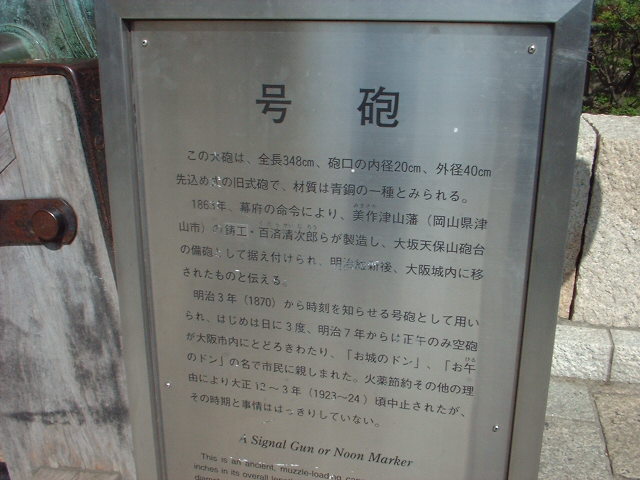 号 砲
この大砲は、全長348cm、砲口の内径20cm、外径40cm
先込め式の旧式砲で、材質は青銅の一種とみられる。
1863年、幕府の命令により、美作津山藩（岡山県津
山市）の鋳工・百済清次郎らが製造し、大坂天保山砲台
の備砲として据え付けられ、明治維新後、大阪城内に移
されたものと伝える。
明治3年（1870）から時刻を知らせる号砲として用い
られ、はじめは日に3度、明治7年からは正午のみ空砲
が大阪市内にとどろきわたり、「お城のドン」、「お午
のドン」の名で市民に親しまれた。火薬節約その他の理
由により大正12～3年（1923～24）頃中止されたが、
その時期と事情ははっきりしていない。
A Signal Gun or Noon Marker
This is an ancient, muzzle-loading
inches in its overall